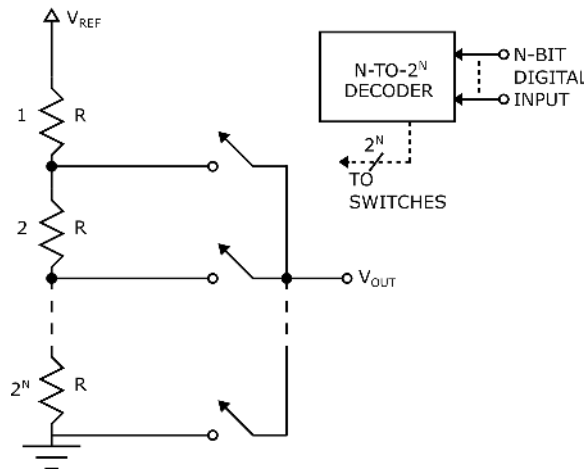 V_REF
1 R
2 R
2^N R
V_OUT
N-TO-2^N
DECODER
N-BIT
DIGITAL
INPUT
2^N
TO
SWITCHES